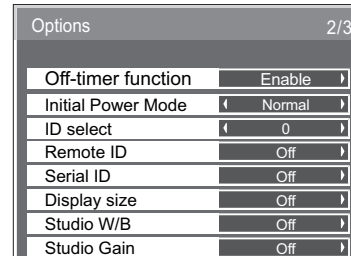 Options 2/3
Off-timer function Enable
Initial Power Mode Normal
ID select 0
Remote ID Off
Serial ID Off
Display size Off
Studio W/B Off
Studio Gain Off